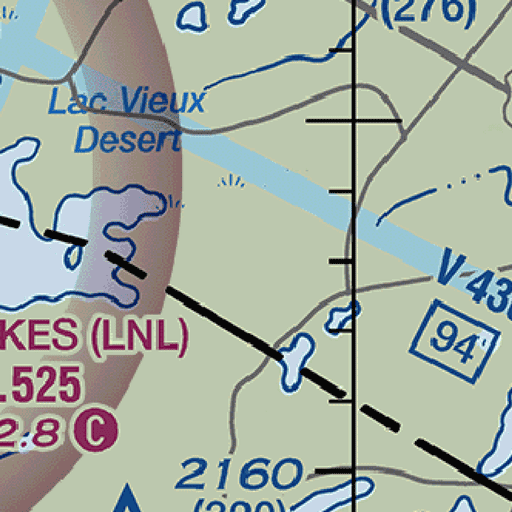 (276)
Lac Vieux
Desert
V 43
94
KES (LNL)
.525
2.8 C
2160